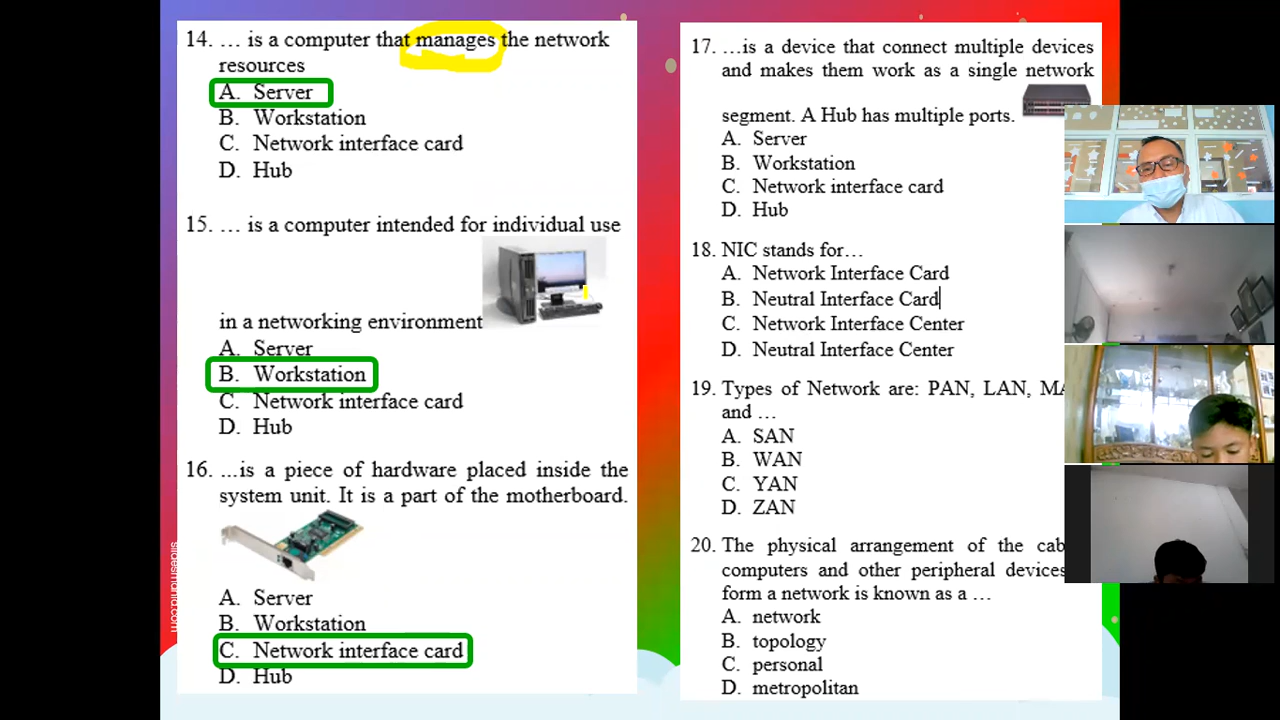 14. … is a computer that manages the network
resources
A. Server
B. Workstation
C. Network interface card
D. Hub
15. … is a computer intended for individual use
in a networking environment
A. Server
B. Workstation
C. Network interface card
D. Hub
16. ...is a piece of hardware placed inside the
system unit. It is a part of the motherboard.
A. Server
B. Workstation
C. Network interface card
D. Hub
17. …is a device that connect multiple devices
and makes them work as a single network
segment. A Hub has multiple ports.
A. Server
B. Workstation
C. Network interface card
D. Hub
18. NIC stands for…
A. Network Interface Card
B. Neutral Interface Card
C. Network Interface Center
D. Neutral Interface Center
19. Types of Network are: PAN, LAN,
and …
A. SAN
B. WAN
C. YAN
D. ZAN
20. The physical arrangement of the
computers and other peripheral devices
form a network is known as a …
A. network
B. topology
C. personal
D. metropolitan
slidesmania.com